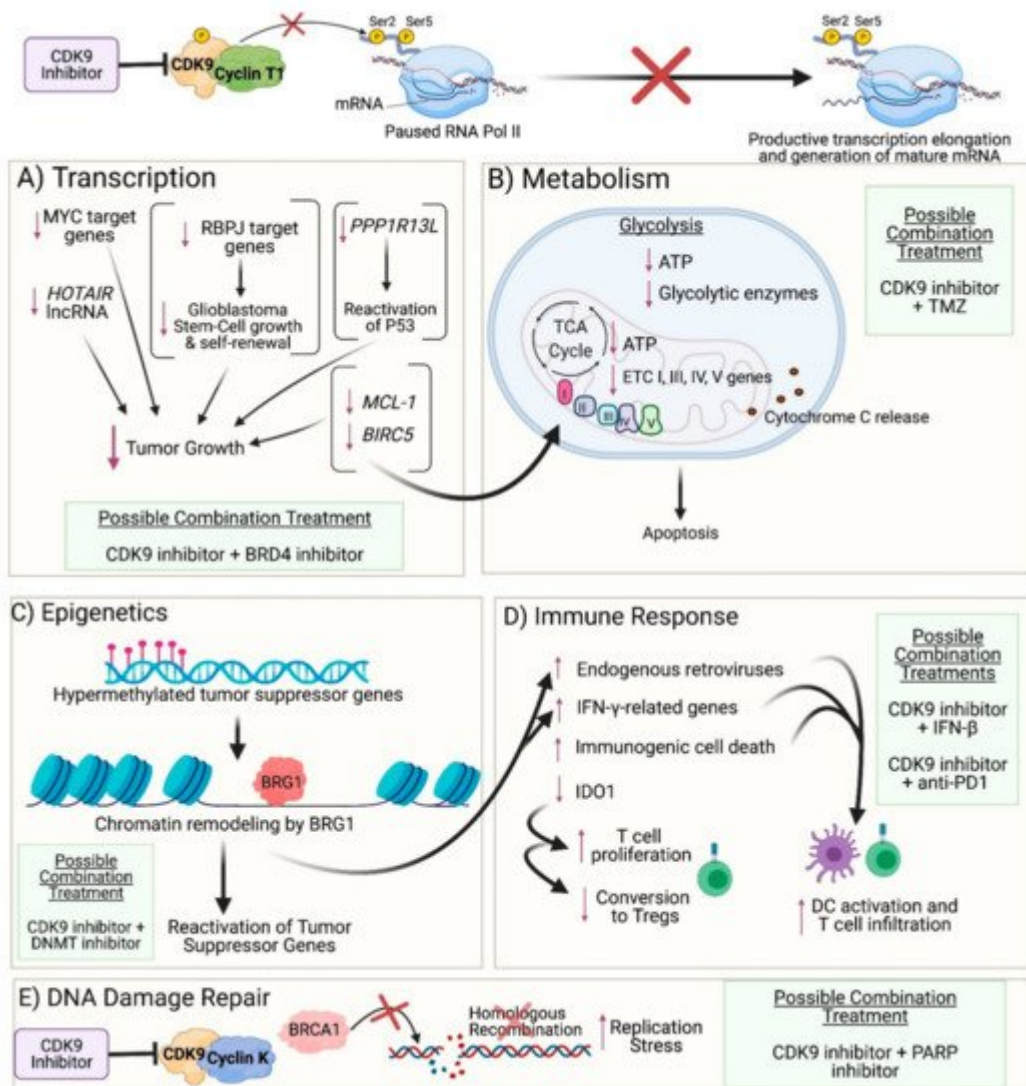 CDK9
Inhibitor
P
CDK9
Cyclin T1
Ser2 Ser5
P P
mRNA
Paused RNA Pol II
Ser2 Ser5
P P
Productive transcription elongation
and generation of mature mRNA
A) Transcription
MYC target
genes
HOTAIR
lncRNA
RBPJ target
genes
Glioblastoma
Stem-Cell growth
& self-renewal
PPP1R13L
Reactivation
of P53
MCL-1
BIRC5
Tumor Growth
Possible Combination Treatment
CDK9 inhibitor + BRD4 inhibitor
B) Metabolism
Glycolysis
ATP
Glycolytic enzymes
TCA
Cycle
ATP
ETC I, III, IV, V genes
I
II
III
IV
V
Cytochrome C release
Apoptosis
Possible
Combination
Treatment
CDK9 inhibitor
+ TMZ
C) Epigenetics
Hypermethylated tumor suppressor genes
BRG1
Chromatin remodeling by BRG1
Possible
Combination
Treatment
CDK9 inhibitor +
DNMT inhibitor
Reactivation of Tumor
Suppressor Genes
D) Immune Response
Endogenous retroviruses
IFN-γ-related genes
Immunogenic cell death
IDO1
T cell
proliferation
Conversion
to Tregs
DC activation and
T cell infiltration
Possible
Combination
Treatments
CDK9 inhibitor
+ IFN-β
CDK9 inhibitor
+ anti-PD1
E) DNA Damage Repair
CDK9
Inhibitor
CDK9
Cyclin K
BRCA1
Homologous
Recombination
Replication
Stress
Possible Combination
Treatment
CDK9 inhibitor + PARP
inhibitor